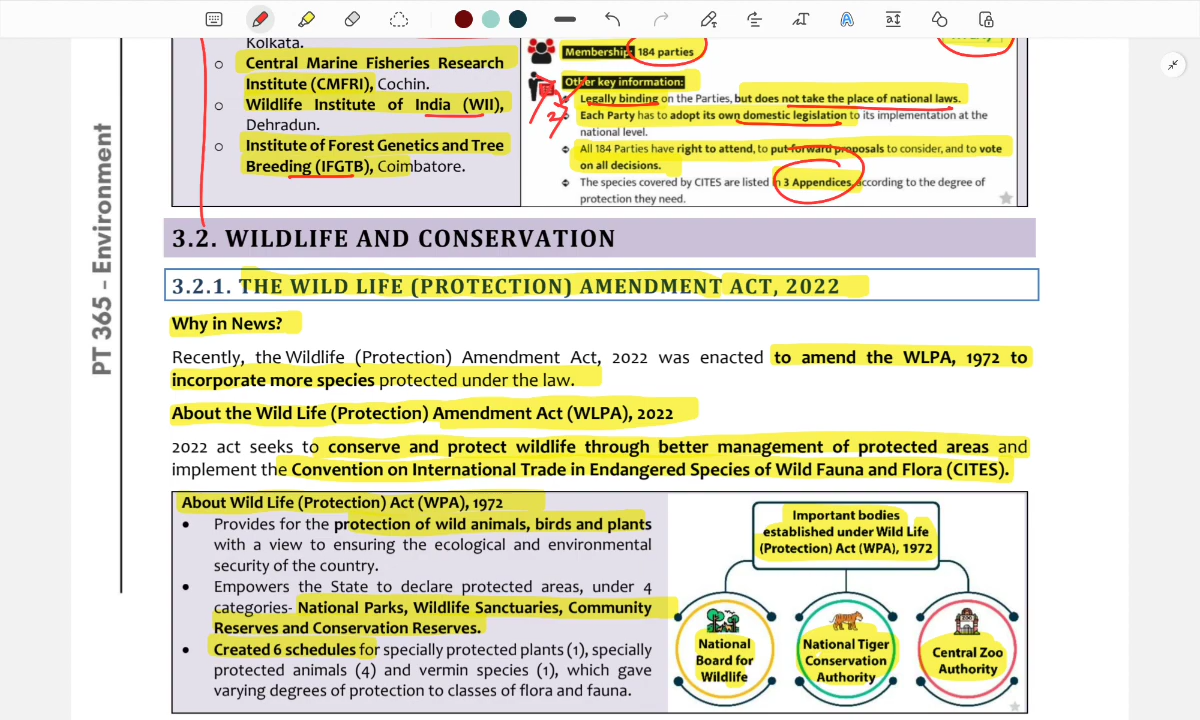 Kolkata.
Central Marine Fisheries Research
Institute (CMFRI), Cochin.
Wildlife Institute of India (WII),
Dehradun.
Institute of Forest Genetics and Tree
Breeding (IFGTB), Coimbatore.
Membership: 184 parties
Other key information:
Legally binding on the Parties, but does not take the place of national laws.
Each Party has to adopt its own domestic legislation to its implementation at the
national level.
All 184 Parties have right to attend, to put forward proposals to consider, and to vote
on all decisions.
The species covered by CITES are listed in 3 Appendices, according to the degree of
protection they need.
PT 365 - Environment
3.2. WILDLIFE AND CONSERVATION
3.2.1. THE WILD LIFE (PROTECTION) AMENDMENT ACT, 2022
Why in News?
Recently, the Wildlife (Protection) Amendment Act, 2022 was enacted to amend the WLPA, 1972 to
incorporate more species protected under the law.
About the Wild Life (Protection) Amendment Act (WLPA), 2022
2022 act seeks to conserve and protect wildlife through better management of protected areas and
implement the Convention on International Trade in Endangered Species of Wild Fauna and Flora (CITES).
About Wild Life (Protection) Act (WPA), 1972
Provides for the protection of wild animals, birds and plants
with a view to ensuring the ecological and environmental
security of the country.
Empowers the State to declare protected areas, under 4
categories- National Parks, Wildlife Sanctuaries, Community
Reserves and Conservation Reserves.
Created 6 schedules for specially protected plants (1), specially
protected animals (4) and vermin species (1), which gave
varying degrees of protection to classes of flora and fauna.
Important bodies
established under Wild Life
(Protection) Act (WPA), 1972
National
Board for
Wildlife
National Tiger
Conservation
Authority
Central Zoo
Authority